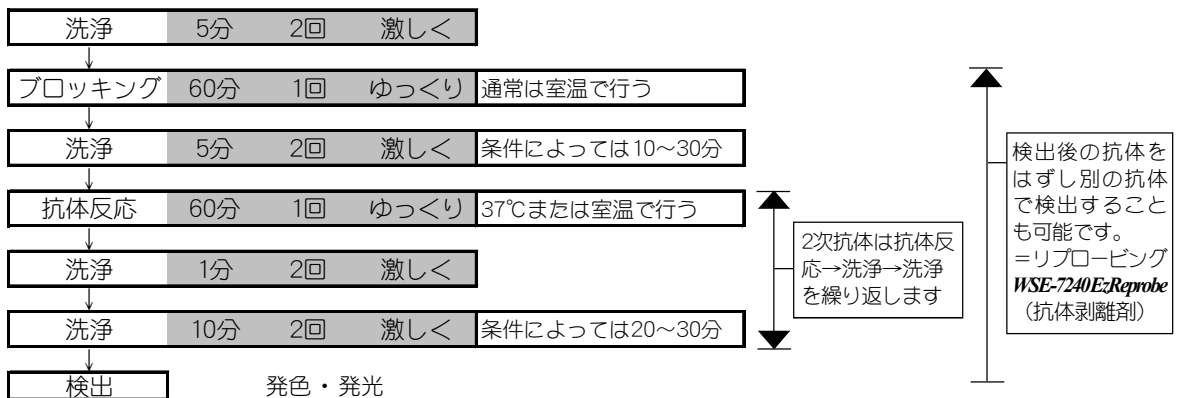 洗浄 5分 2回 激しく
ブロッキング 60分 1回 ゆっくり 通常は室温で行う
洗浄 5分 2回 激しく 条件によっては10～30分
抗体反応 60分 1回 ゆっくり 37℃または室温で行う
洗浄 1分 2回 激しく
洗浄 10分 2回 激しく 条件によっては20～30分
検出 発色・発光
2次抗体は抗体反
応→洗浄→洗浄
を繰り返します
検出後の抗体を
はずし別の抗体
で検出すること
も可能です。
＝リプロービング
WSE-7240EzReprobe
（抗体剥離剤）